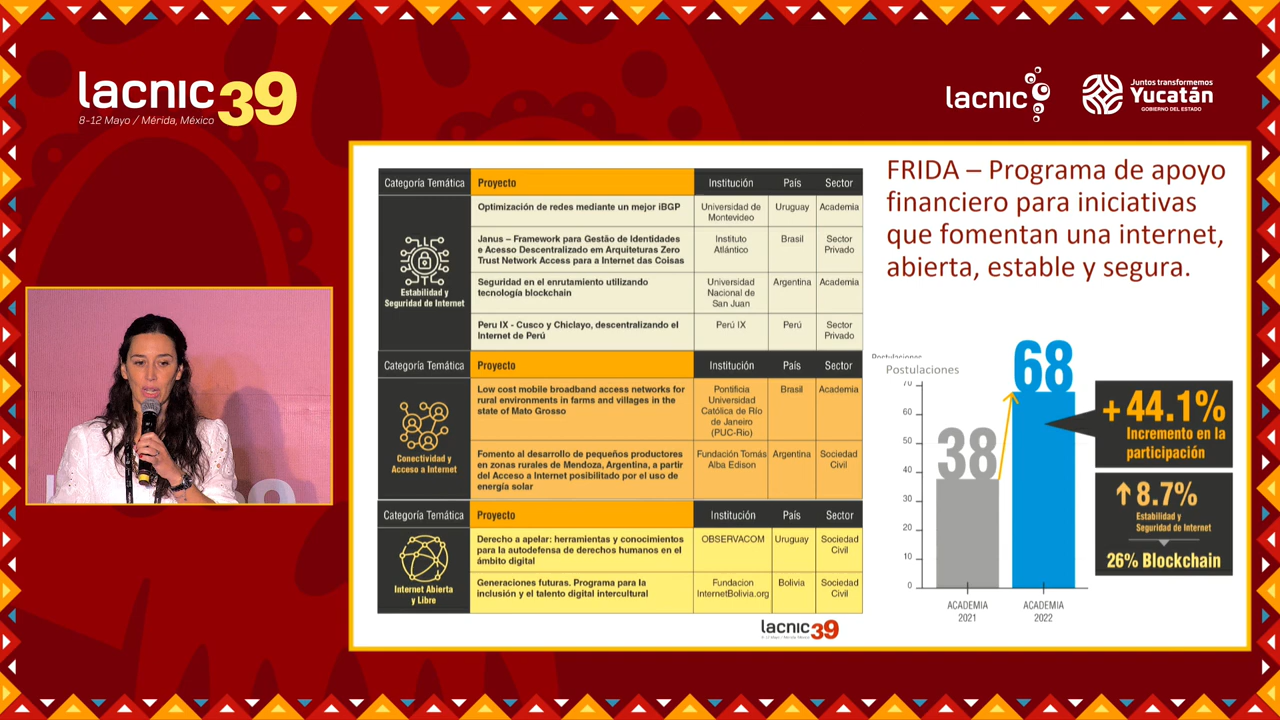 lacnic39
8-12 Mayo / Mérida, México
lacnic
Juntos transformemos
Yucatán
GOBIERNO DEL ESTADO
FRIDA – Programa de apoyo
financiero para iniciativas
que fomentan una internet,
abierta, estable y segura.
Categoría Temática Proyecto Institución País Sector
Estabilidad y
Seguridad de Internet
Optimización de redes mediante un mejor iBGP
Universidad de
Montevideo
Uruguay
Academia
Janus – Framework para Gestão de Identidades
e Acesso Descentralizado em Arquiteturas Zero
Trust Network Access para a Internet das Coisas
Instituto
Atlántico
Brasil
Sector
Privado
Seguridad en el enrutamiento utilizando
tecnología blockchain
Universidad
Nacional de
San Juan
Argentina
Academia
Peru IX - Cusco y Chiclayo, descentralizando el
Internet de Perú
Perú IX
Perú
Sector
Privado
Categoría Temática Proyecto Institución País Sector
Conectividad y
Acceso a Internet
Low cost mobile broadband access networks for
rural environments in farms and villages in the
state of Mato Grosso
Pontificia
Universidad
Católica de Río
de Janeiro
(PUC-Rio)
Brasil
Academia
Fomento al desarrollo de pequeños productores
en zonas rurales de Mendoza, Argentina, a partir
del Acceso a Internet posibilitado por el uso de
energía solar
Fundación Tomás
Alba Edison
Argentina
Sociedad
Civil
Categoría Temática Proyecto Institución País Sector
Internet Abierta
y Libre
Derecho a apelar: herramientas y conocimientos
para la autodefensa de derechos humanos en el
ámbito digital
OBSERVACOM
Uruguay
Sociedad
Civil
Generaciones futuras. Programa para la
inclusión y el talento digital intercultural
Fundacion
InternetBolivia.org
Bolivia
Sociedad
Civil
lacnic39
8-12 Mayo / Mérida México
Postulaciones
Postulaciones
70
60
50
40
30
20
10
0
38
68
ACADEMIA
2021
ACADEMIA
2022
+44.1%
Incremento en la
participación
8.7%
Estabilidad y
Seguridad de Internet
26% Blockchain